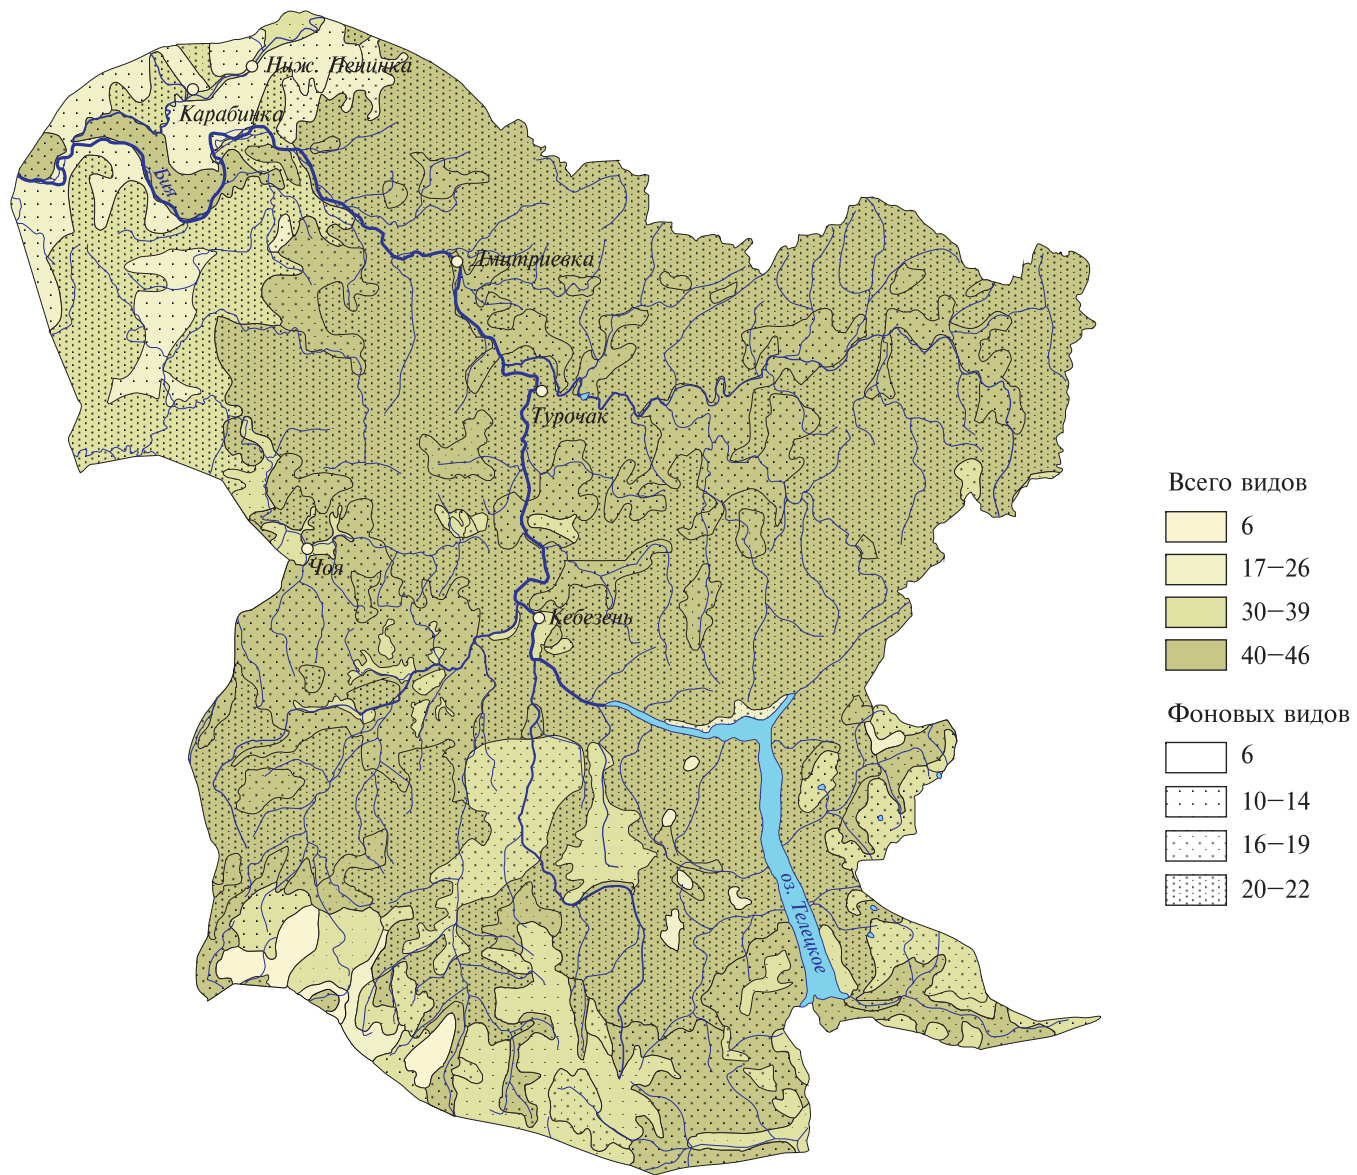 Ниж. Ненинка
Карабинка
Бия
Дмитриевка
Турочак
Чоя
Кебезень
оз. Телецкое
Всего видов
6
17–26
30–39
40–46
Фоновых видов
6
10–14
16–19
20–22